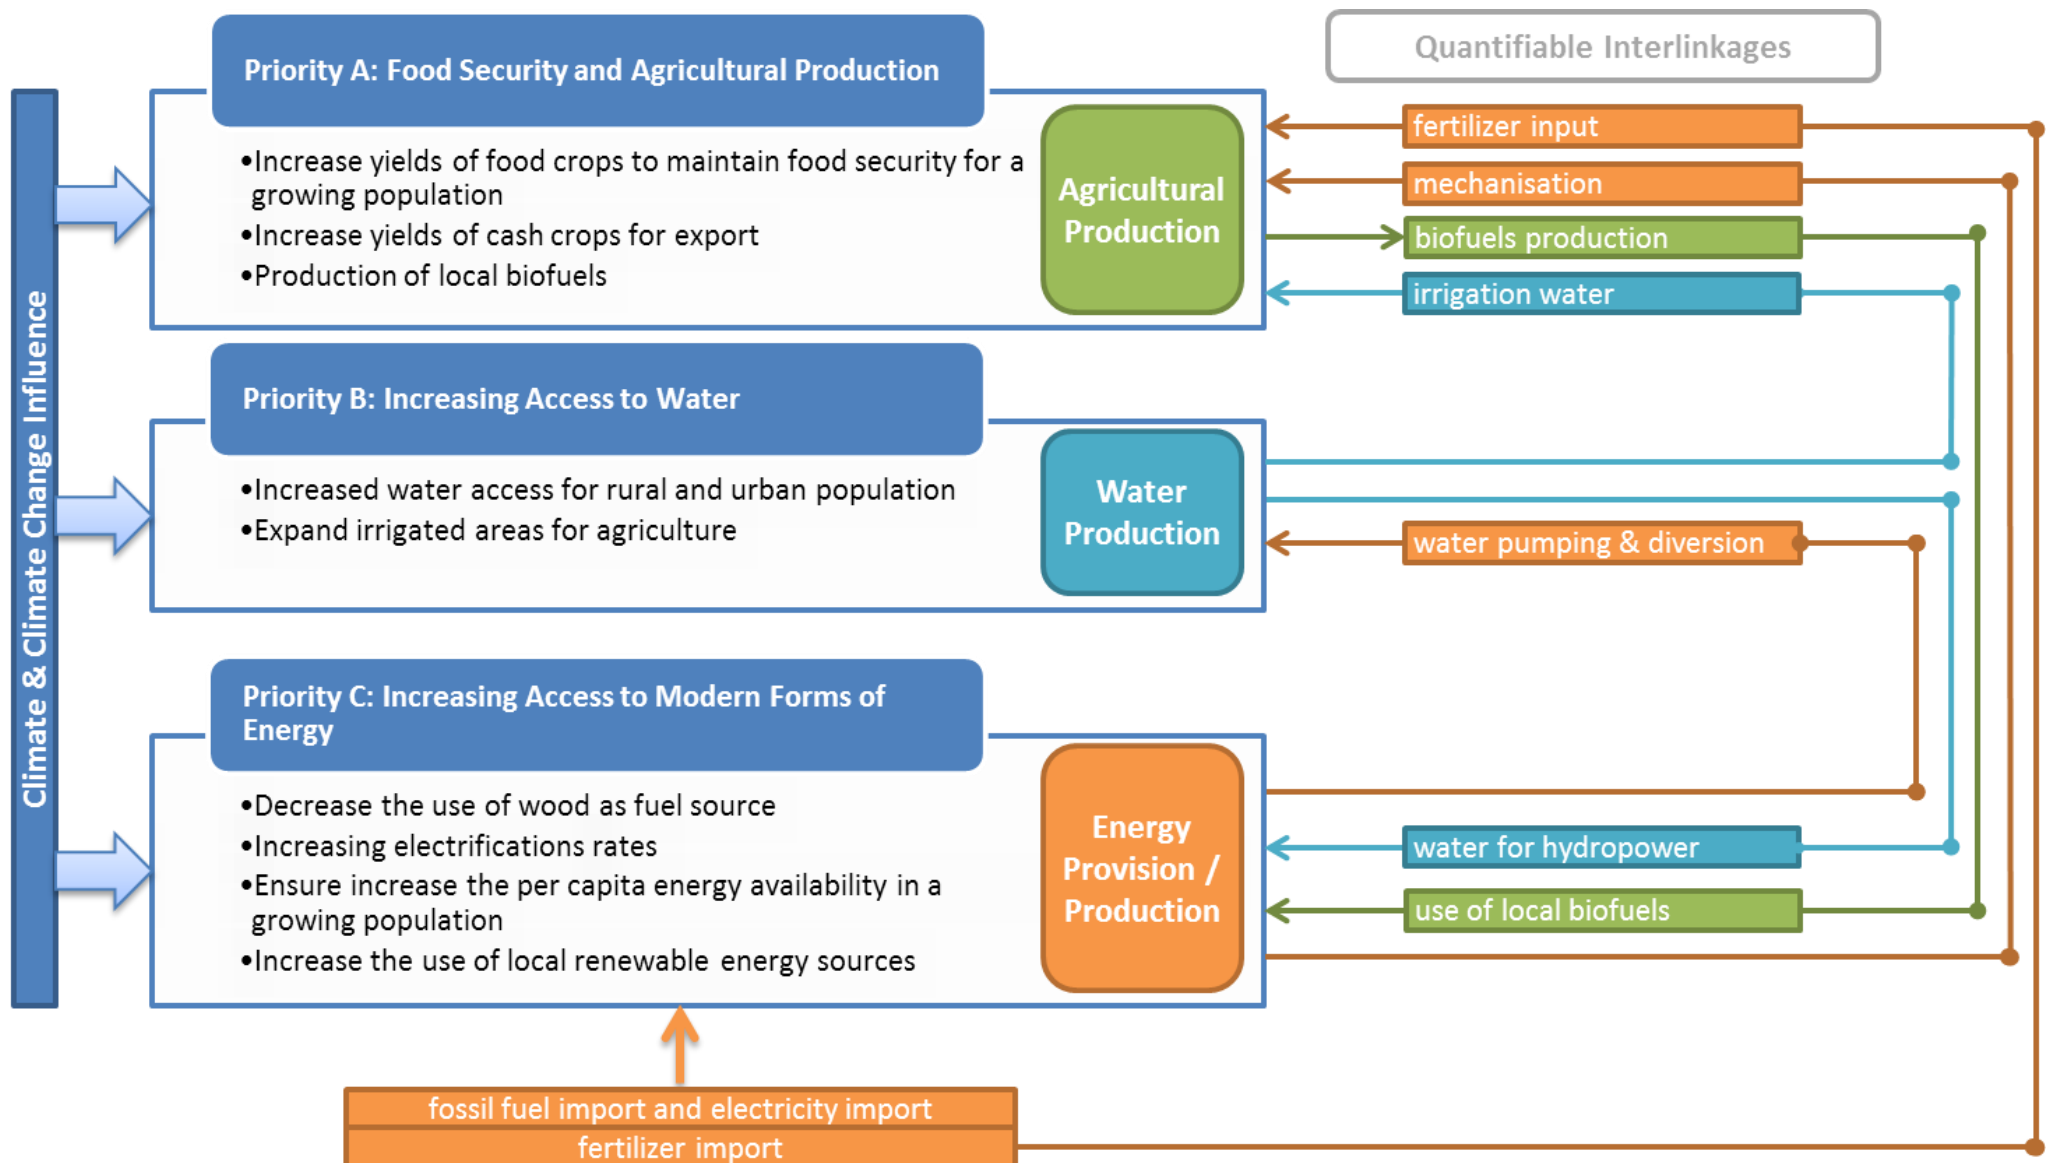 Quantifiable Interlinkages
Climate & Climate Change Influence
Priority A: Food Security and Agricultural Production
•Increase yields of food crops to maintain food security for a
growing population
•Increase yields of cash crops for export
•Production of local biofuels
Agricultural
Production
fertilizer input
mechanisation
biofuels production
irrigation water
Priority B: Increasing Access to Water
•Increased water access for rural and urban population
•Expand irrigated areas for agriculture
Water
Production
water pumping & diversion
Priority C: Increasing Access to Modern Forms of
Energy
•Decrease the use of wood as fuel source
•Increasing electrifications rates
•Ensure increase the per capita energy availability in a
growing population
•Increase the use of local renewable energy sources
Energy
Provision /
Production
water for hydropower
use of local biofuels
fossil fuel import and electricity import
fertilizer import